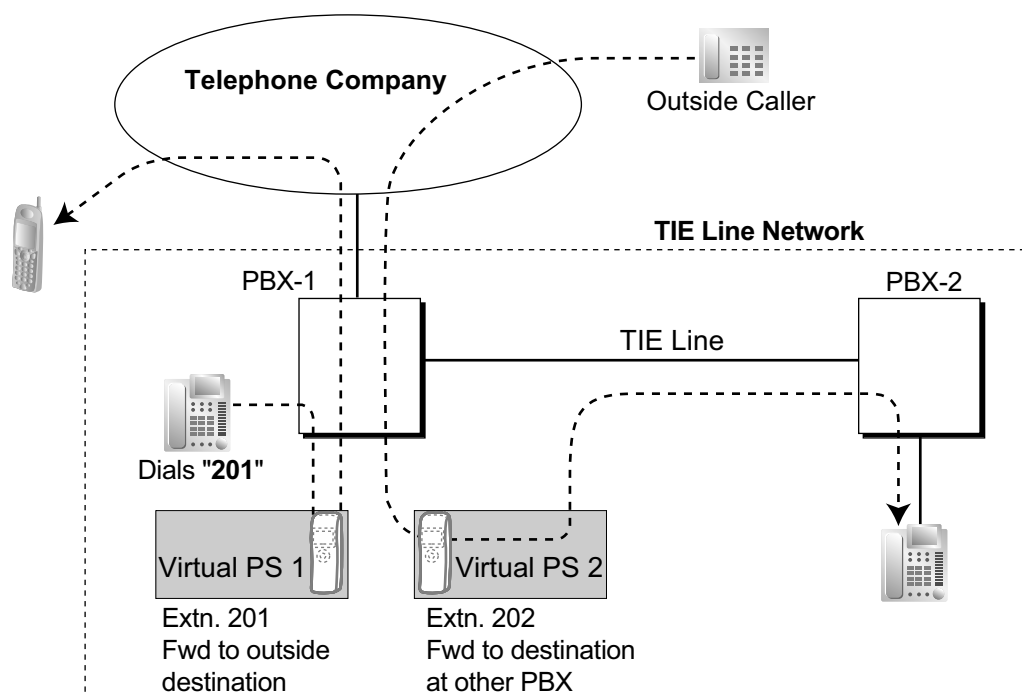 Telephone Company
Outside Caller
TIE Line Network
PBX-1
PBX-2
TIE Line
Dials "201"
Virtual PS 1
Virtual PS 2
Extn. 201
Fwd to outside
destination
Extn. 202
Fwd to destination
at other PBX